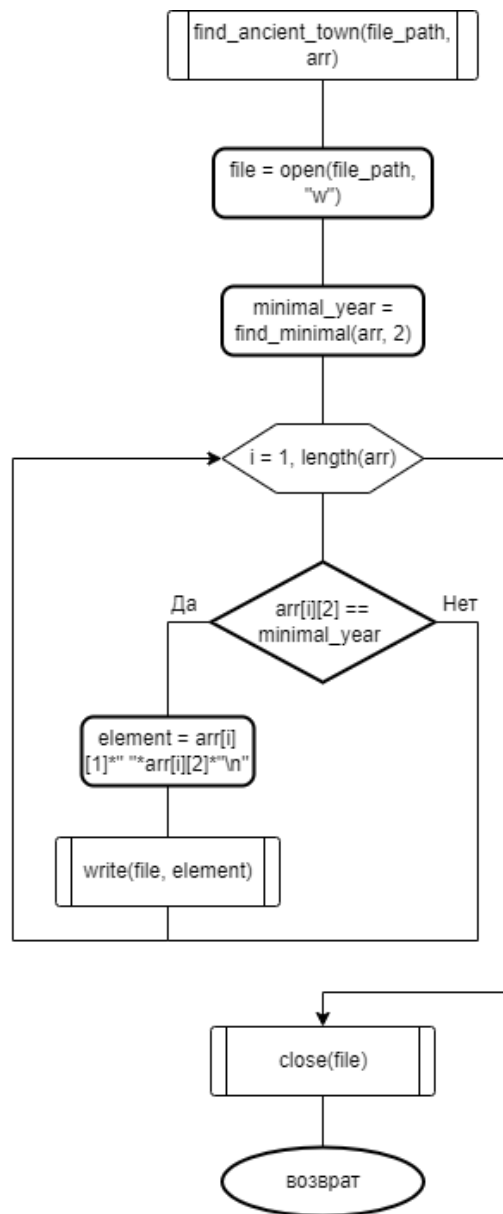 find_ancient_town(file_path,
arr)
file = open(file_path,
"w")
minimal_year =
find_minimal(arr, 2)
i = 1, length(arr)
Да
arr[i][2] ==
minimal_year
Нет
element = arr[i]
[1]*" "*arr[i][2]*"\n"
write(file, element)
close(file)
возврат